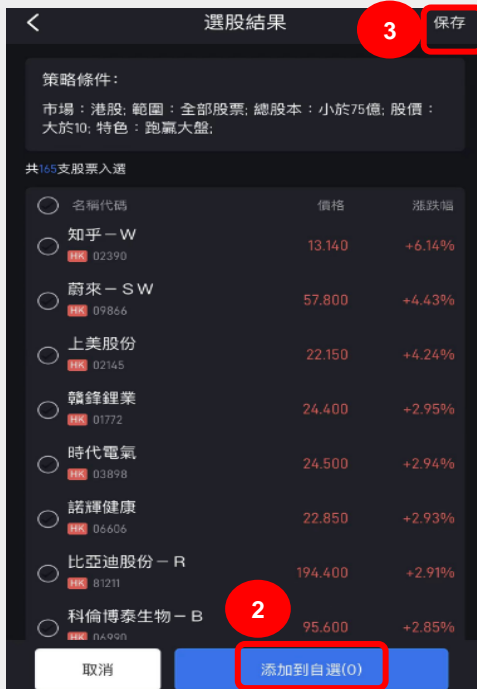 選股結果
3
保存
策略條件：
市場：港股; 範圍：全部股票; 總股本：小於75億; 股價：
大於10; 特色：跑贏大盤;
共165支股票入選
名稱代碼 價格 漲跌幅
知乎－W 13.140 +6.14%
HK 02390
蔚來－SW 57.800 +4.43%
HK 09866
上美股份 22.150 +4.24%
HK 02145
贛鋒鋰業 24.400 +2.95%
HK 01772
時代電氣 24.500 +2.94%
HK 03898
諾輝健康 22.850 +2.93%
HK 06606
比亞迪股份－R 194.400 +2.91%
HK 81211
科倫博泰生物－B 95.600 +2.85%
HK 06990
2
取消 添加到自選(0)